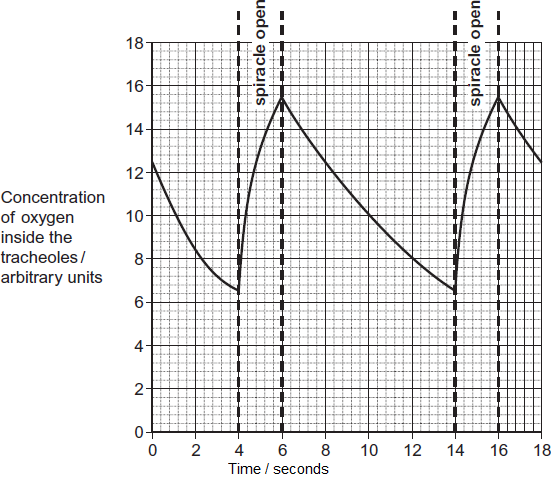 spiracle open
spiracle open
18
16
14
12
10
8
6
4
2
0
Concentration
of oxygen
inside the
tracheoles /
arbitrary units
0 2 4 6 8 10 12 14 16 18
Time / seconds